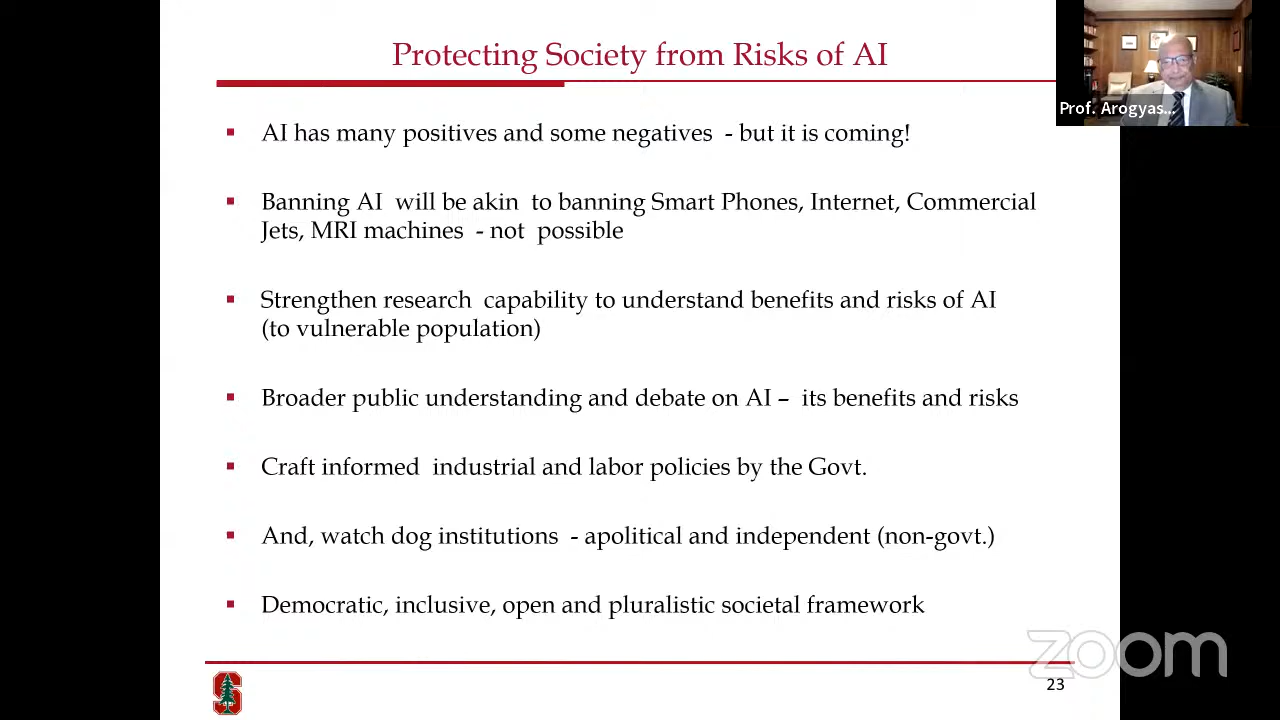 Protecting Society from Risks of AI
Prof. Arogyas...
AI has many positives and some negatives - but it is coming!
Banning AI will be akin to banning Smart Phones, Internet, Commercial
Jets, MRI machines - not possible
Strengthen research capability to understand benefits and risks of AI
(to vulnerable population)
Broader public understanding and debate on AI – its benefits and risks
Craft informed industrial and labor policies by the Govt.
And, watch dog institutions - apolitical and independent (non-govt.)
Democratic, inclusive, open and pluralistic societal framework
zoom
S
23